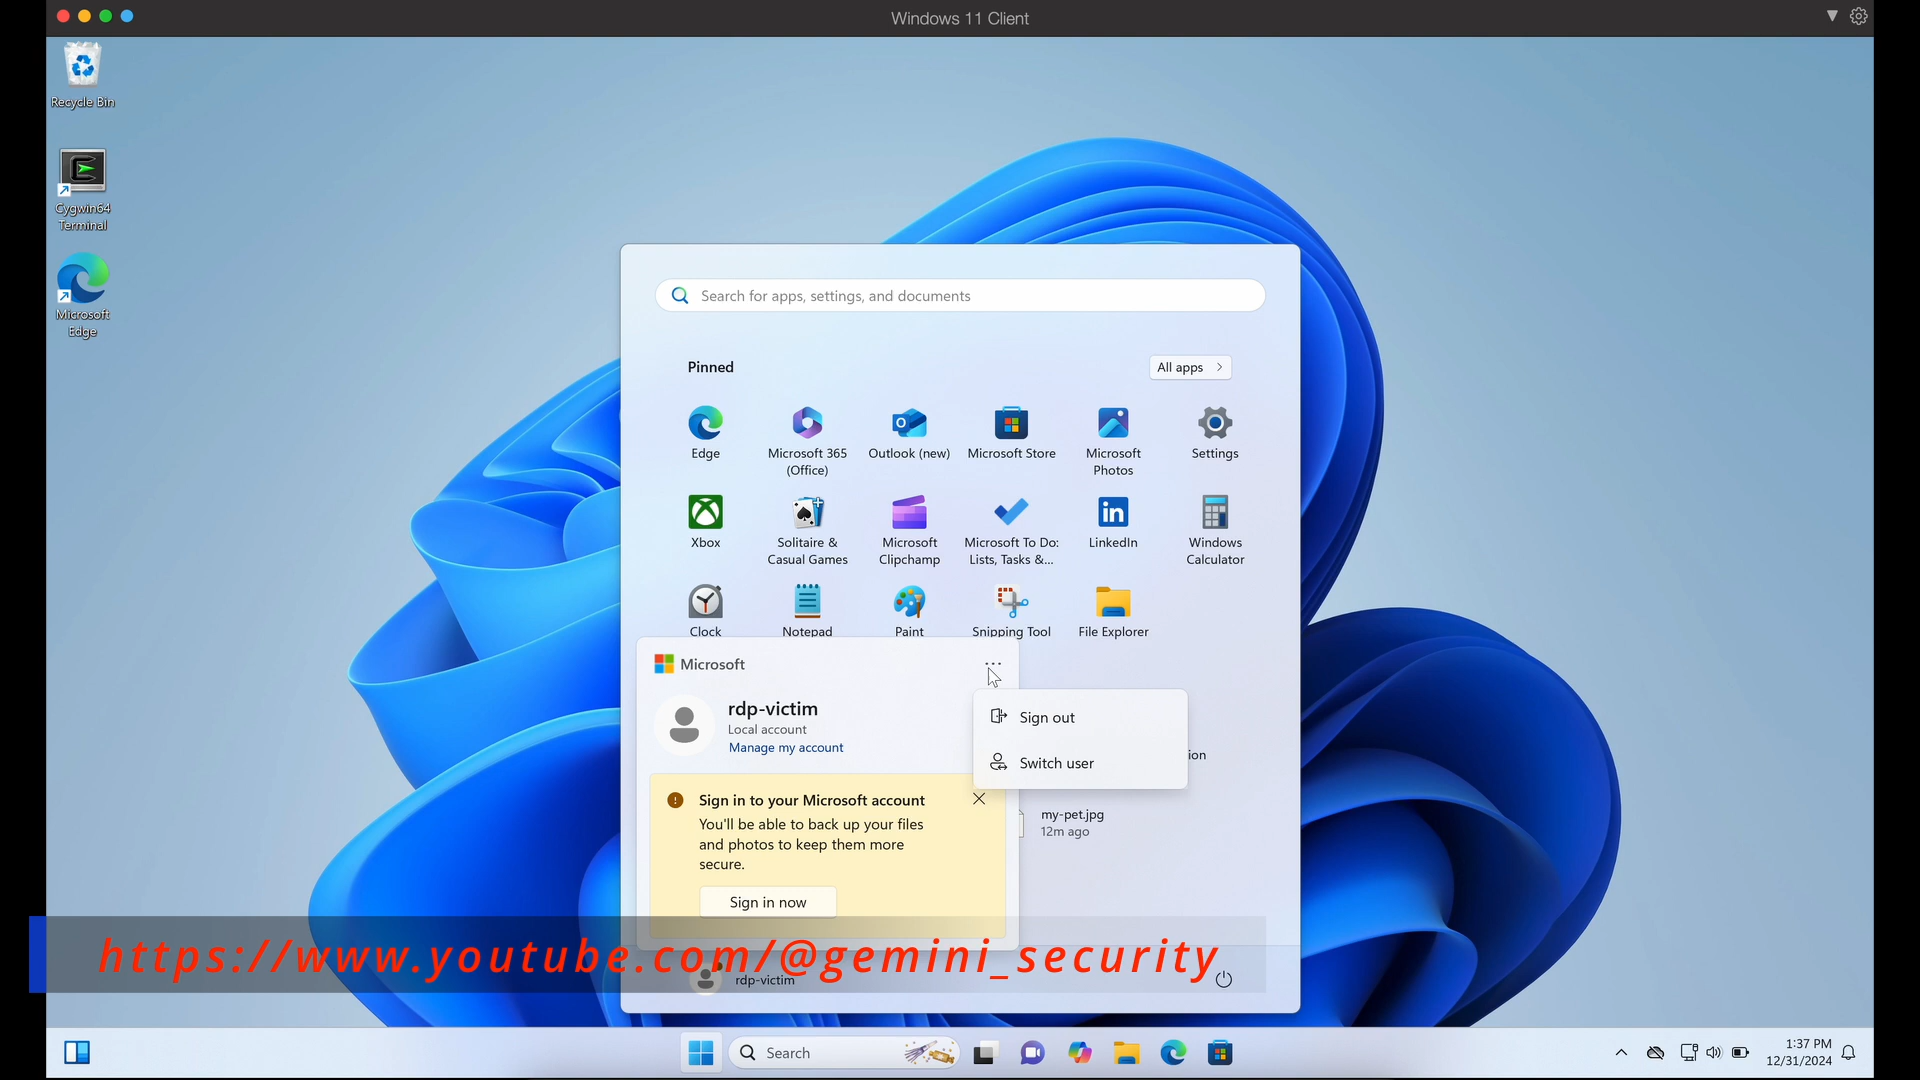 Windows 11 Client
Recycle Bin
Cygwin64
Terminal
Microsoft
Edge
Search for apps, settings, and documents
Pinned
All apps
Edge
Microsoft 365
(Office)
Outlook (new)
Microsoft Store
Microsoft
Photos
Settings
Xbox
Solitaire &
Casual Games
Microsoft
Clipchamp
Microsoft To Do:
Lists, Tasks &...
LinkedIn
Windows
Calculator
Clock
Notepad
Paint
Snipping Tool
File Explorer
Microsoft
...
rdp-victim
Local account
Manage my account
Sign out
Switch user
ion
Sign in to your Microsoft account
You'll be able to back up your files
and photos to keep them more
secure.
Sign in now
my-pet.jpg
12m ago
https://www.youtube.com/@gemini_security
rdp-victim
Search
1:37 PM
12/31/2024